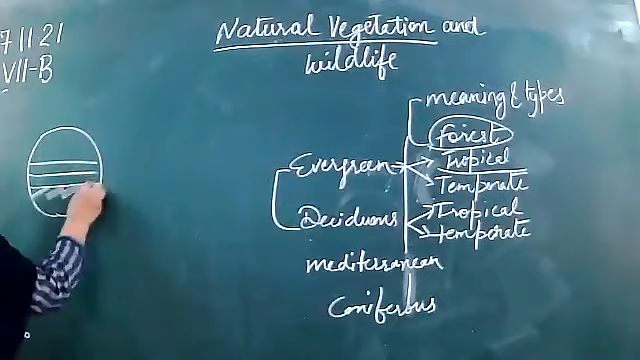 7 11 21
VII-B
Natural Vegetation and
Wildlife
meaning & types
forest
Evergreen
Tropical
Temperate
Deciduous
Tropical
temperate
mediterranean
Coniferous